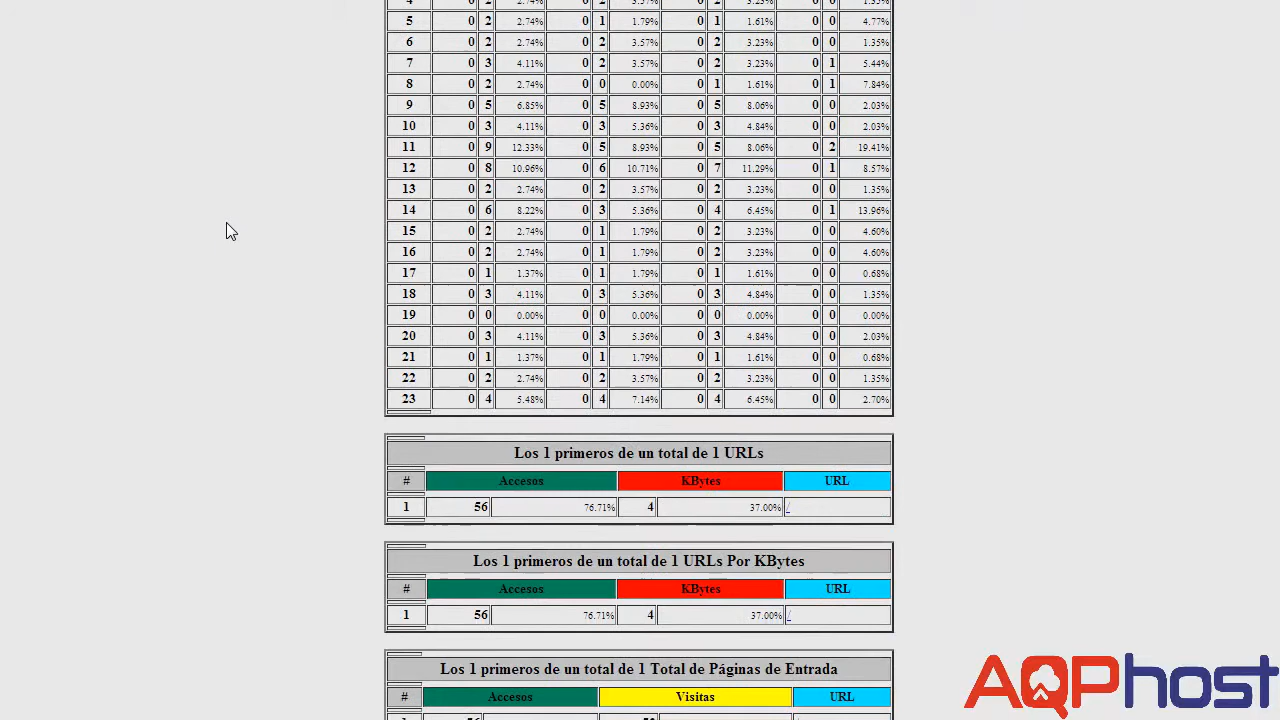 4 0 2 2.74% 0 2 3.57% 0 2 3.23% 0 0 1.35%
5 0 2 2.74% 0 1 1.79% 0 1 1.61% 0 0 4.77%
6 0 2 2.74% 0 2 3.57% 0 2 3.23% 0 0 1.35%
7 0 3 4.11% 0 2 3.57% 0 2 3.23% 0 1 5.44%
8 0 2 2.74% 0 0 0.00% 0 1 1.61% 0 1 7.84%
9 0 5 6.85% 0 5 8.93% 0 5 8.06% 0 0 2.03%
10 0 3 4.11% 0 3 5.36% 0 3 4.84% 0 0 2.03%
11 0 9 12.33% 0 5 8.93% 0 5 8.06% 0 2 19.41%
12 0 8 10.96% 0 6 10.71% 0 7 11.29% 0 1 8.57%
13 0 2 2.74% 0 2 3.57% 0 2 3.23% 0 0 1.35%
14 0 6 8.22% 0 3 5.36% 0 4 6.45% 0 1 13.96%
15 0 2 2.74% 0 1 1.79% 0 2 3.23% 0 0 4.60%
16 0 2 2.74% 0 1 1.79% 0 2 3.23% 0 0 4.60%
17 0 1 1.37% 0 1 1.79% 0 1 1.61% 0 0 0.68%
18 0 3 4.11% 0 3 5.36% 0 3 4.84% 0 0 1.35%
19 0 0 0.00% 0 0 0.00% 0 0 0.00% 0 0 0.00%
20 0 3 4.11% 0 3 5.36% 0 3 4.84% 0 0 2.03%
21 0 1 1.37% 0 1 1.79% 0 1 1.61% 0 0 0.68%
22 0 2 2.74% 0 2 3.57% 0 2 3.23% 0 0 1.35%
23 0 4 5.48% 0 4 7.14% 0 4 6.45% 0 0 2.70%
Los 1 primeros de un total de 1 URLs
# Accesos KBytes URL
1 56 76.71% 4 37.00% /
Los 1 primeros de un total de 1 URLs Por KBytes
# Accesos KBytes URL
1 56 76.71% 4 37.00% /
Los 1 primeros de un total de 1 Total de Páginas de Entrada
# Accesos Visitas URL
AQPhost